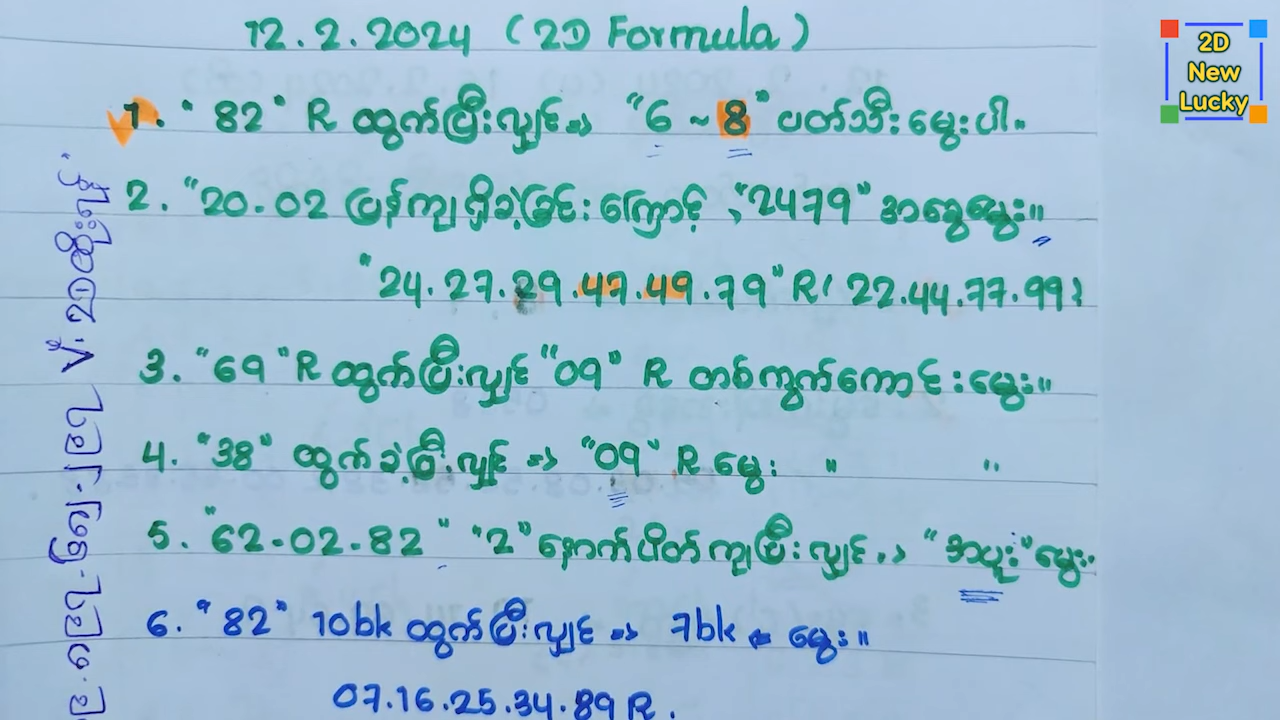 12.2.2024 ( 2D Formula )
1. "82" R ထွက်ပြီးလျှင် => "6 ~ 8" ပတ်သီးမွေးပါ။
2. "20.02 ပြန်ကျရှိခဲ့ခြင်းကြောင့် , "2479" အခွေမွေး။
"24.27.29.47.49.79" R ( 22.44.77.99 )
3. "69" R ထွက်ပြီးလျှင် "09" R တစ်ကွက်ကောင်းမွေး။
4. "38" ထွက်ခဲ့ပြီးလျှင် => "09" R မွေး " "
5. "62-02-82" "2" နောက်ပိတ်ကျပြီးလျှင် => "အပူး" မွေး။
6. "82" 10bk ထွက်ပြီးလျှင် => 7bk မွေး။
07.16.25.34.89 R.
2D
New
Lucky